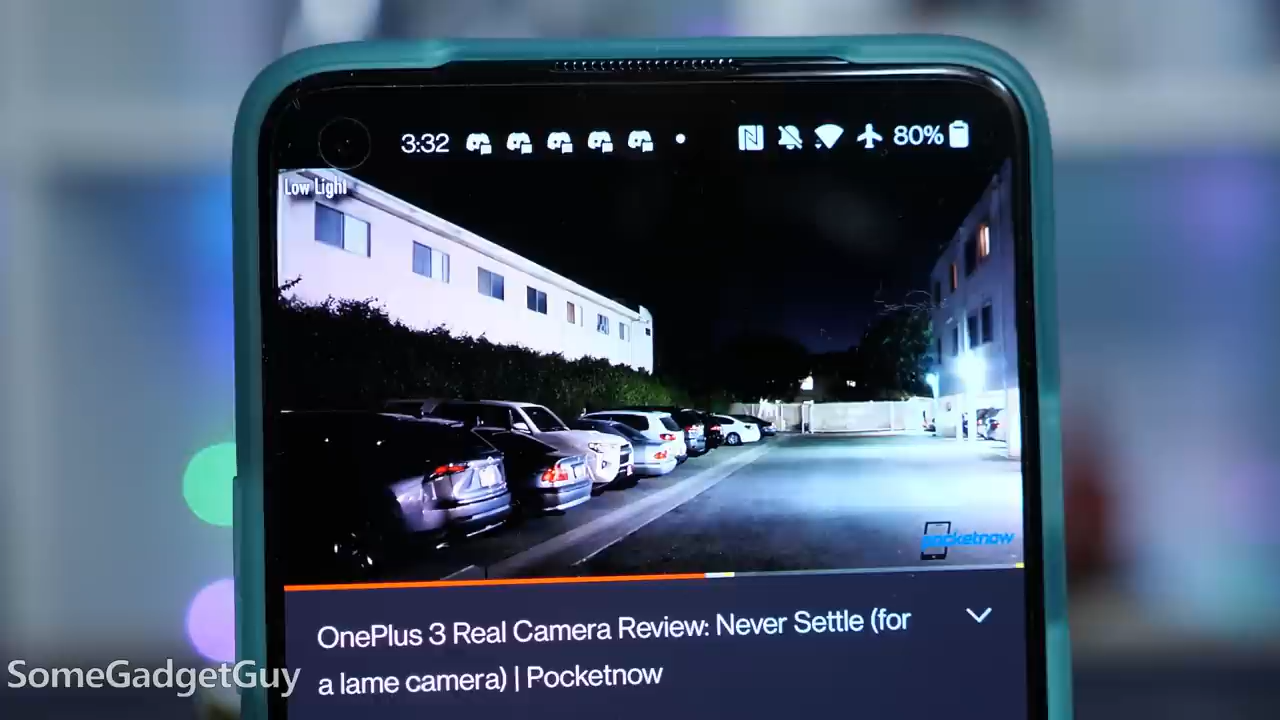 3:32
80%
Low Light
pocketnow
OnePlus 3 Real Camera Review: Never Settle (for
a lame camera) | Pocketnow
SomeGadgetGuy